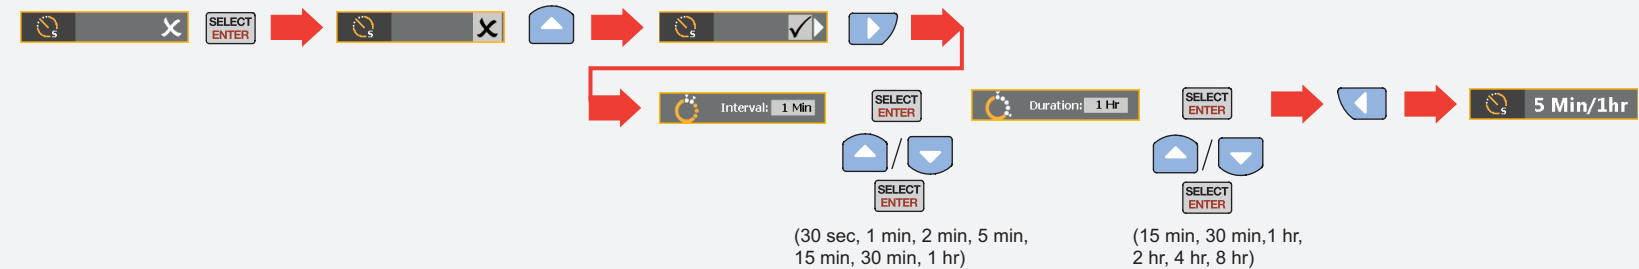 SELECT
ENTER
Interval: 1 Min
SELECT
ENTER
Duration: 1 Hr
SELECT
ENTER
5 Min/1hr
SELECT
ENTER
SELECT
ENTER
(30 sec, 1 min, 2 min, 5 min,
15 min, 30 min, 1 hr)
(15 min, 30 min,1 hr,
2 hr, 4 hr, 8 hr)